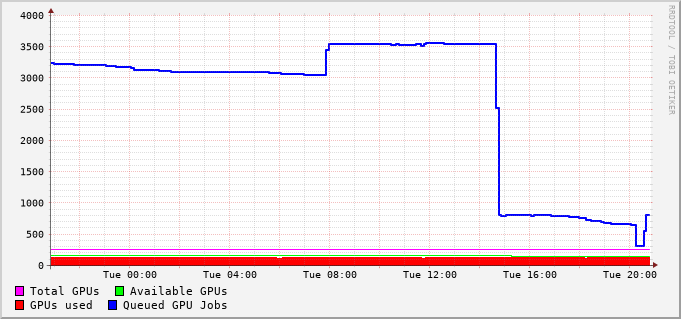 4000
3500
3000
2500
2000
1500
1000
500
0
Tue 00:00 Tue 04:00 Tue 08:00 Tue 12:00 Tue 16:00 Tue 20:00
Total GPUs Available GPUs
GPUs used Queued GPU Jobs
RRDTOOL / TOBI OETIKER